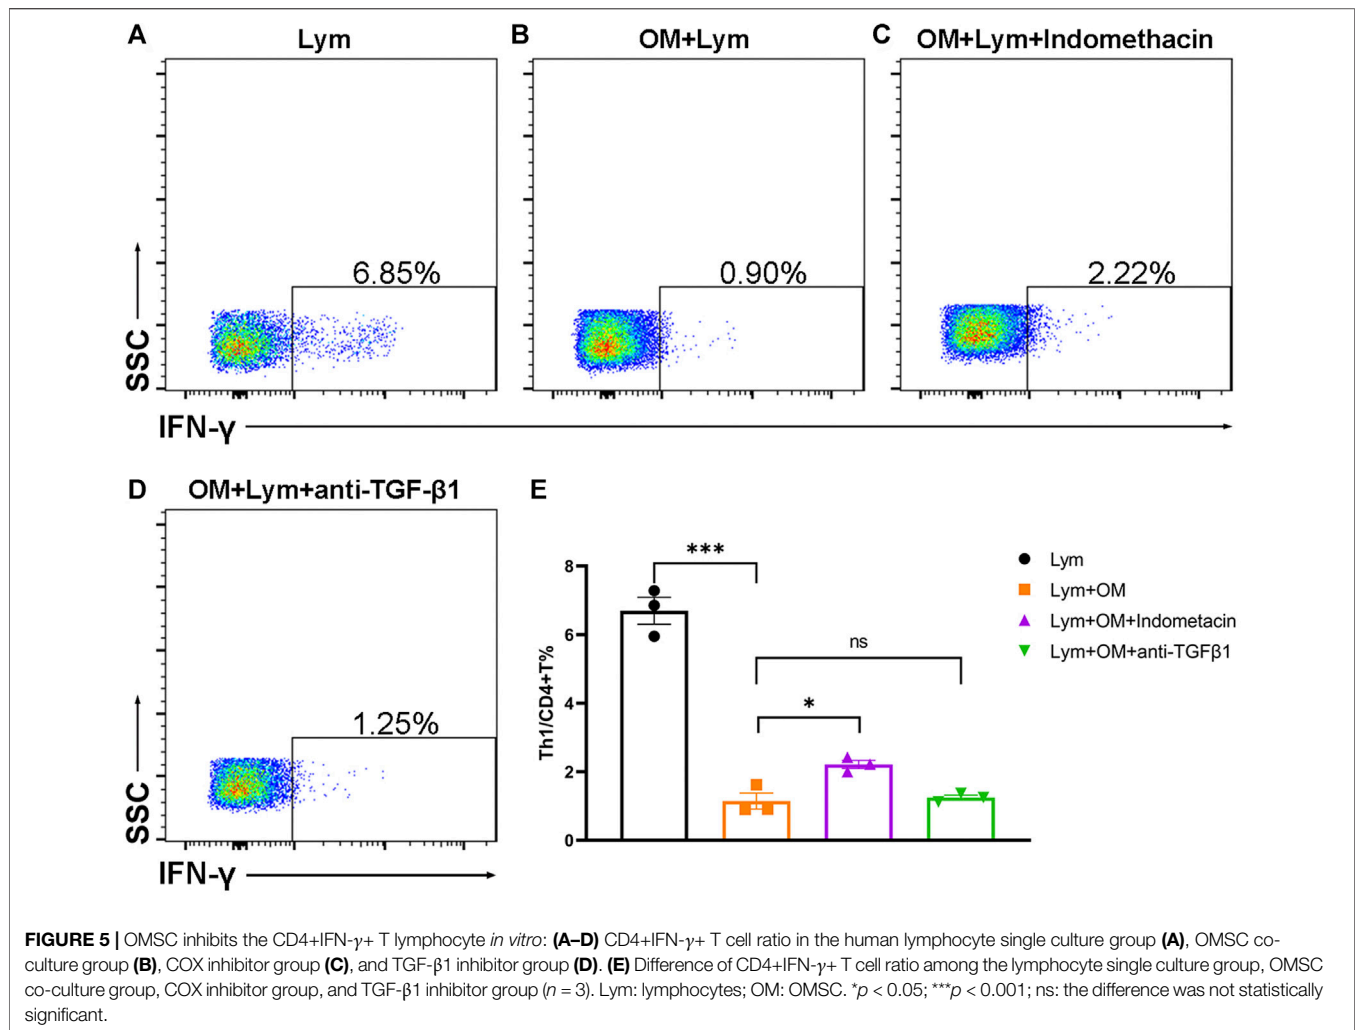 A
Lym
B
OM+Lym
C
OM+Lym+Indomethacin
6.85%
0.90%
2.22%
SSC
IFN-γ
D
OM+Lym+anti-TGF-β1
1.25%
SSC
IFN-γ
E
***
ns
*
8
6
4
2
0
Th1/CD4+T%
Lym
Lym+OM
Lym+OM+Indometacin
Lym+OM+anti-TGFβ1
FIGURE 5 | OMSC inhibits the CD4+IFN-γ+ T lymphocyte in vitro: (A–D) CD4+IFN-γ+ T cell ratio in the human lymphocyte single culture group (A), OMSC co-
culture group (B), COX inhibitor group (C), and TGF-β1 inhibitor group (D). (E) Difference of CD4+IFN-γ+ T cell ratio among the lymphocyte single culture group, OMSC
co-culture group, COX inhibitor group, and TGF-β1 inhibitor group (n = 3). Lym: lymphocytes; OM: OMSC. *p < 0.05; ***p < 0.001; ns: the difference was not statistically
significant.